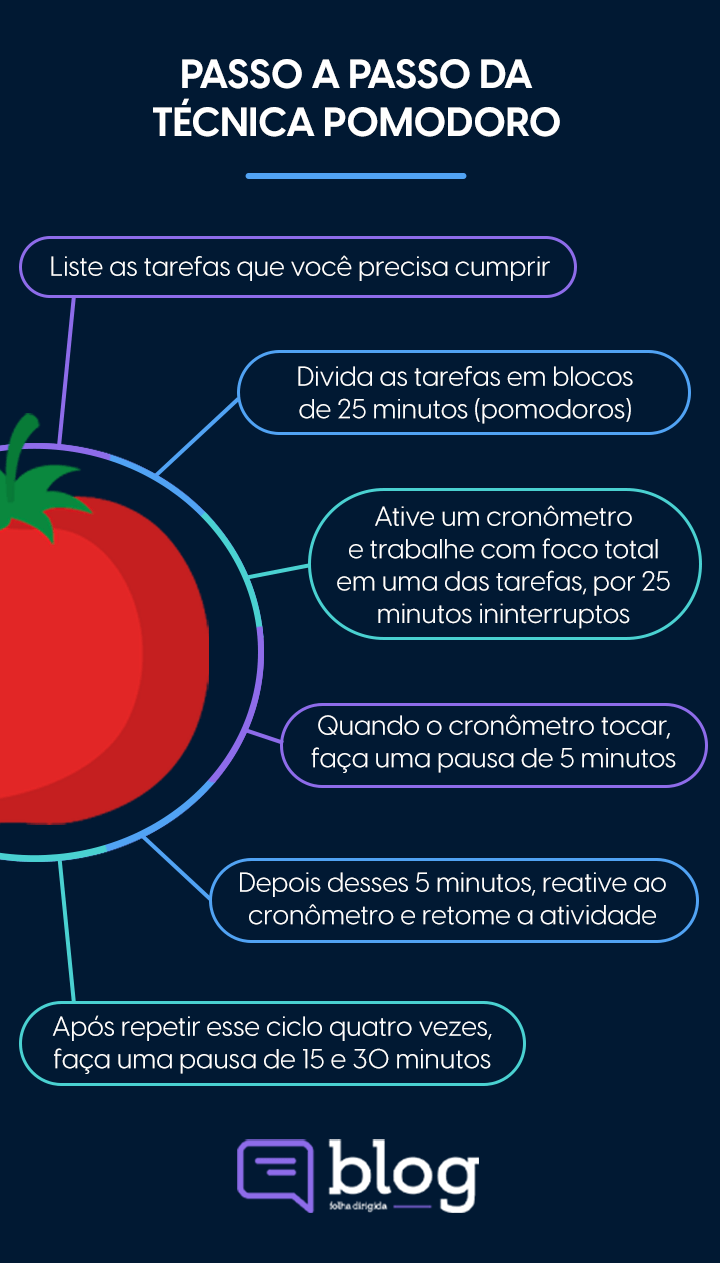 PASSO A PASSO DA
TÉCNICA POMODORO
Liste as tarefas que você precisa cumprir
Divida as tarefas em blocos
de 25 minutos (pomodoros)
Ative um cronômetro
e trabalhe com foco total
em uma das tarefas, por 25
minutos ininterruptos
Quando o cronômetro tocar,
faça uma pausa de 5 minutos
Depois desses 5 minutos, reative ao
cronômetro e retome a atividade
Após repetir esse ciclo quatro vezes,
faça uma pausa de 15 e 30 minutos
blog
folha dirigida